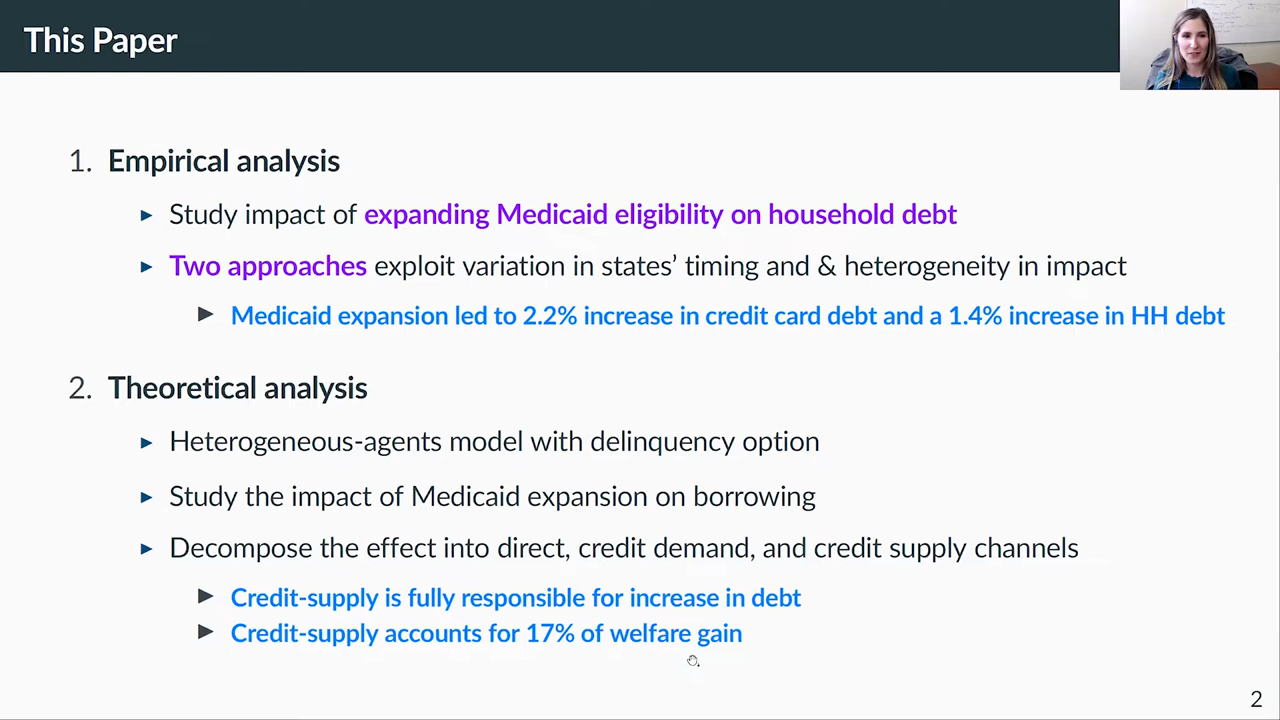 This Paper
1. Empirical analysis
▸ Study impact of expanding Medicaid eligibility on household debt
▸ Two approaches exploit variation in states’ timing and & heterogeneity in impact
▸ Medicaid expansion led to 2.2% increase in credit card debt and a 1.4% increase in HH debt
2. Theoretical analysis
▸ Heterogeneous-agents model with delinquency option
▸ Study the impact of Medicaid expansion on borrowing
▸ Decompose the effect into direct, credit demand, and credit supply channels
▸ Credit-supply is fully responsible for increase in debt
▸ Credit-supply accounts for 17% of welfare gain
2